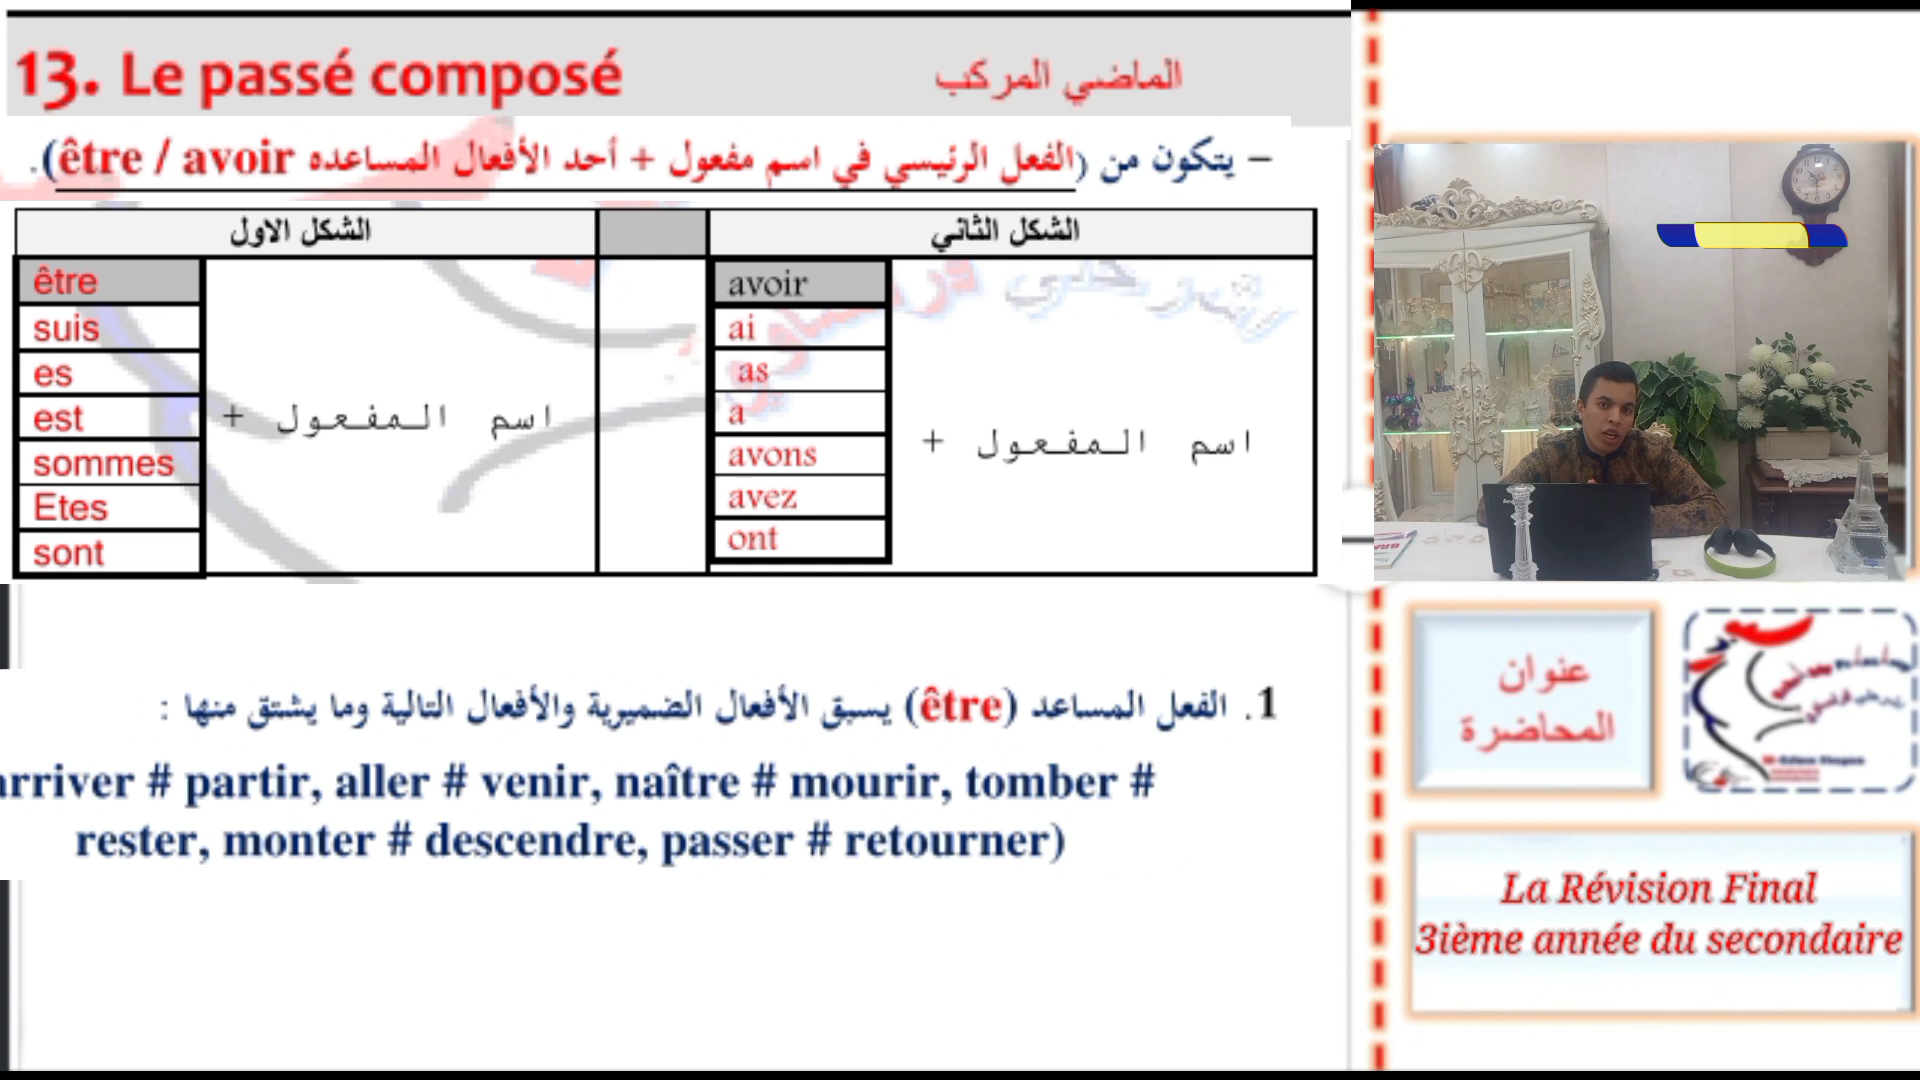 13. Le passé composé
الماضي المركب
– يتكون من (الفعل الرئيسي في اسم مفعول + أحد الأفعال المساعده être / avoir).
الشكل الاول
الشكل الثاني
être
suis
es
est
sommes
Etes
sont
+ اسم المفعول
avoir
ai
as
a
avons
avez
ont
+ اسم المفعول
1. الفعل المساعد (être) يسبق الأفعال الضميرية والأفعال التالية وما يشتق منها :
arriver # partir, aller # venir, naître # mourir, tomber #
rester, monter # descendre, passer # retourner)
عنوان
المحاضرة
La Révision Final
3ième année du secondaire